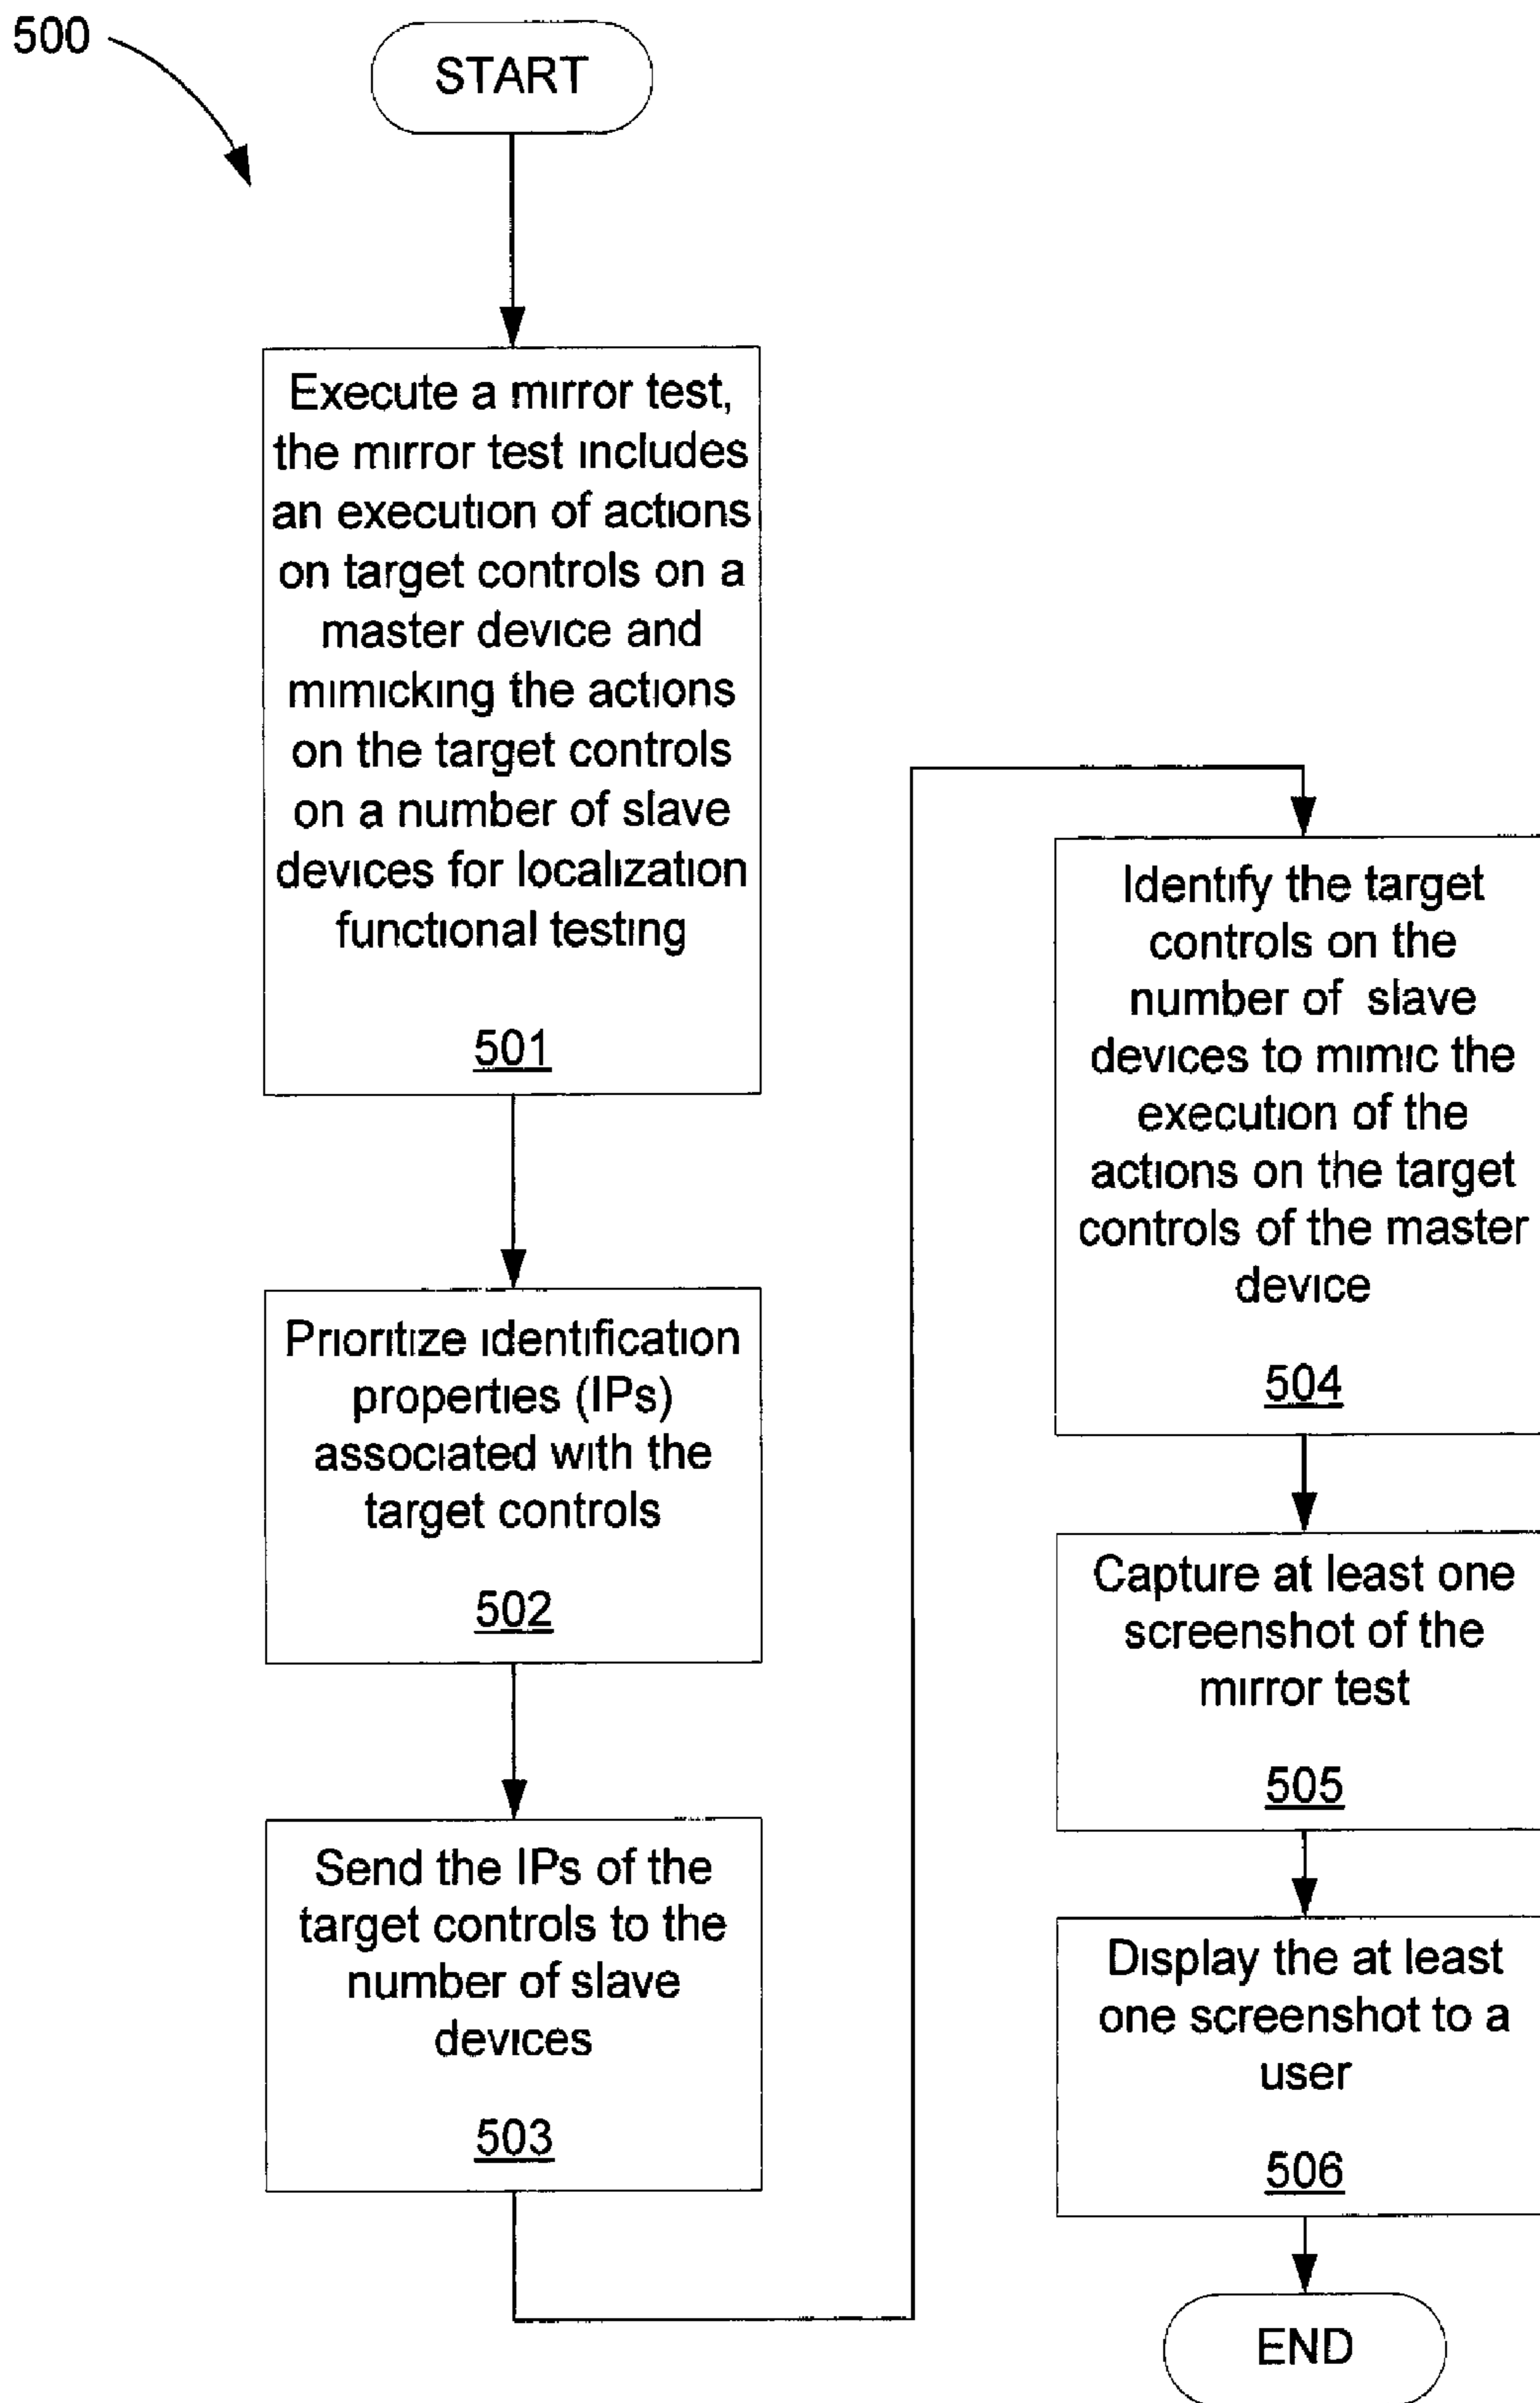 500
START
Execute a mirror test,
the mirror test includes
an execution of actions
on target controls on a
master device and
mimicking the actions
on the target controls
on a number of slave
devices for localization
functional testing
501
Prioritize identification
properties (IPs)
associated with the
target controls
502
Send the IPs of the
target controls to the
number of slave
devices
503
Identify the target
controls on the
number of slave
devices to mimic the
execution of the
actions on the target
controls of the master
device
504
Capture at least one
screenshot of the
mirror test
505
Display the at least
one screenshot to a
user
506
END